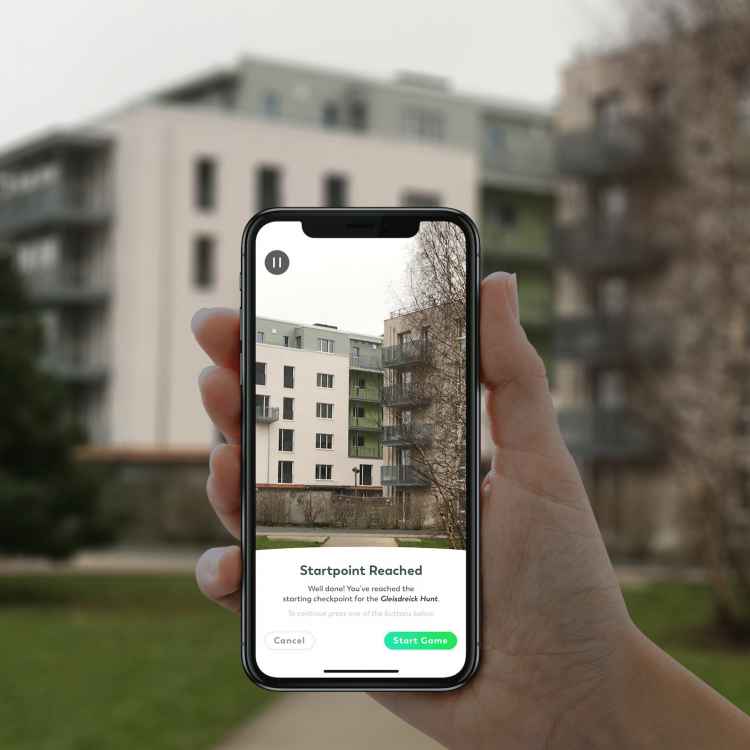 Startpoint Reached
Well done! You've reached the
starting checkpoint for the Gleisdreick Hunt.
To continue press one of the buttons below.
Cancel
Start Game